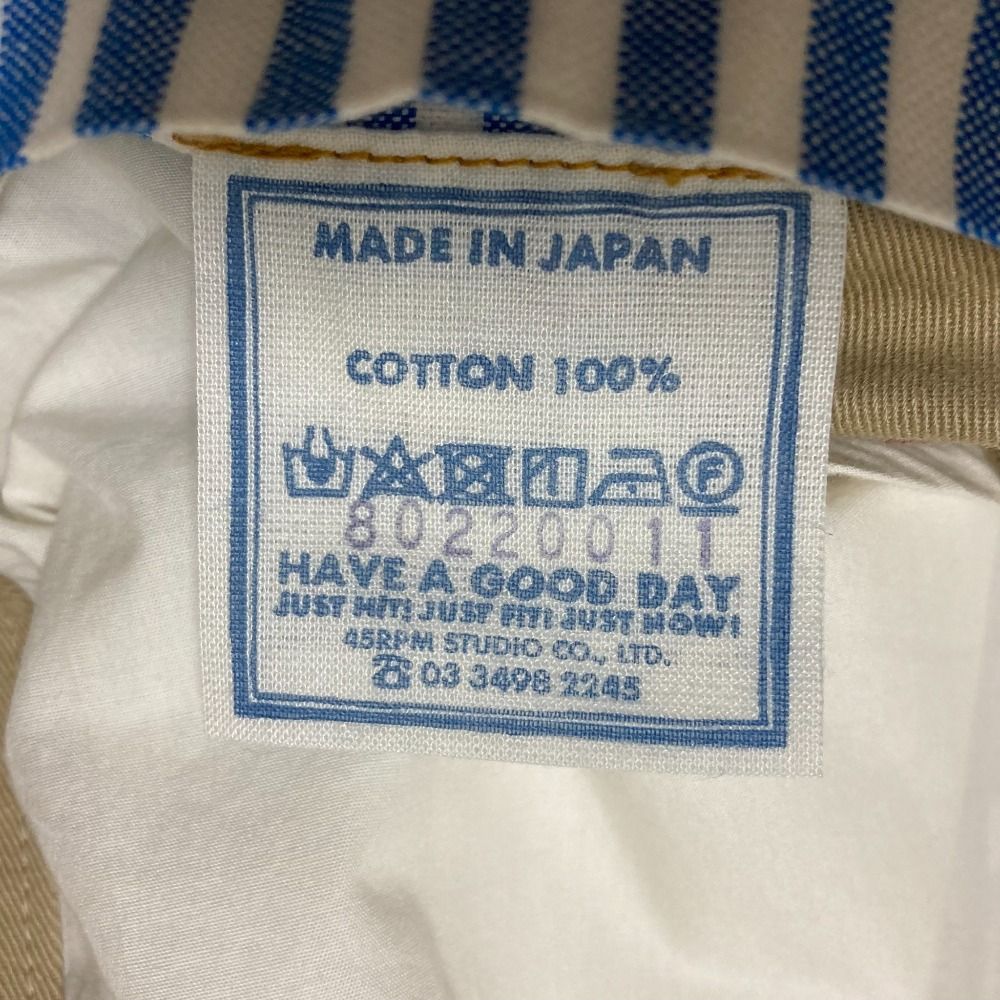 MADE IN JAPAN
COTTON 100%
F
80220011
HAVE A GOOD DAY
JUST HIT! JUST FIT! JUST NOW!
45RPM STUDIO CO., LTD.
☎ 03 3498 2245